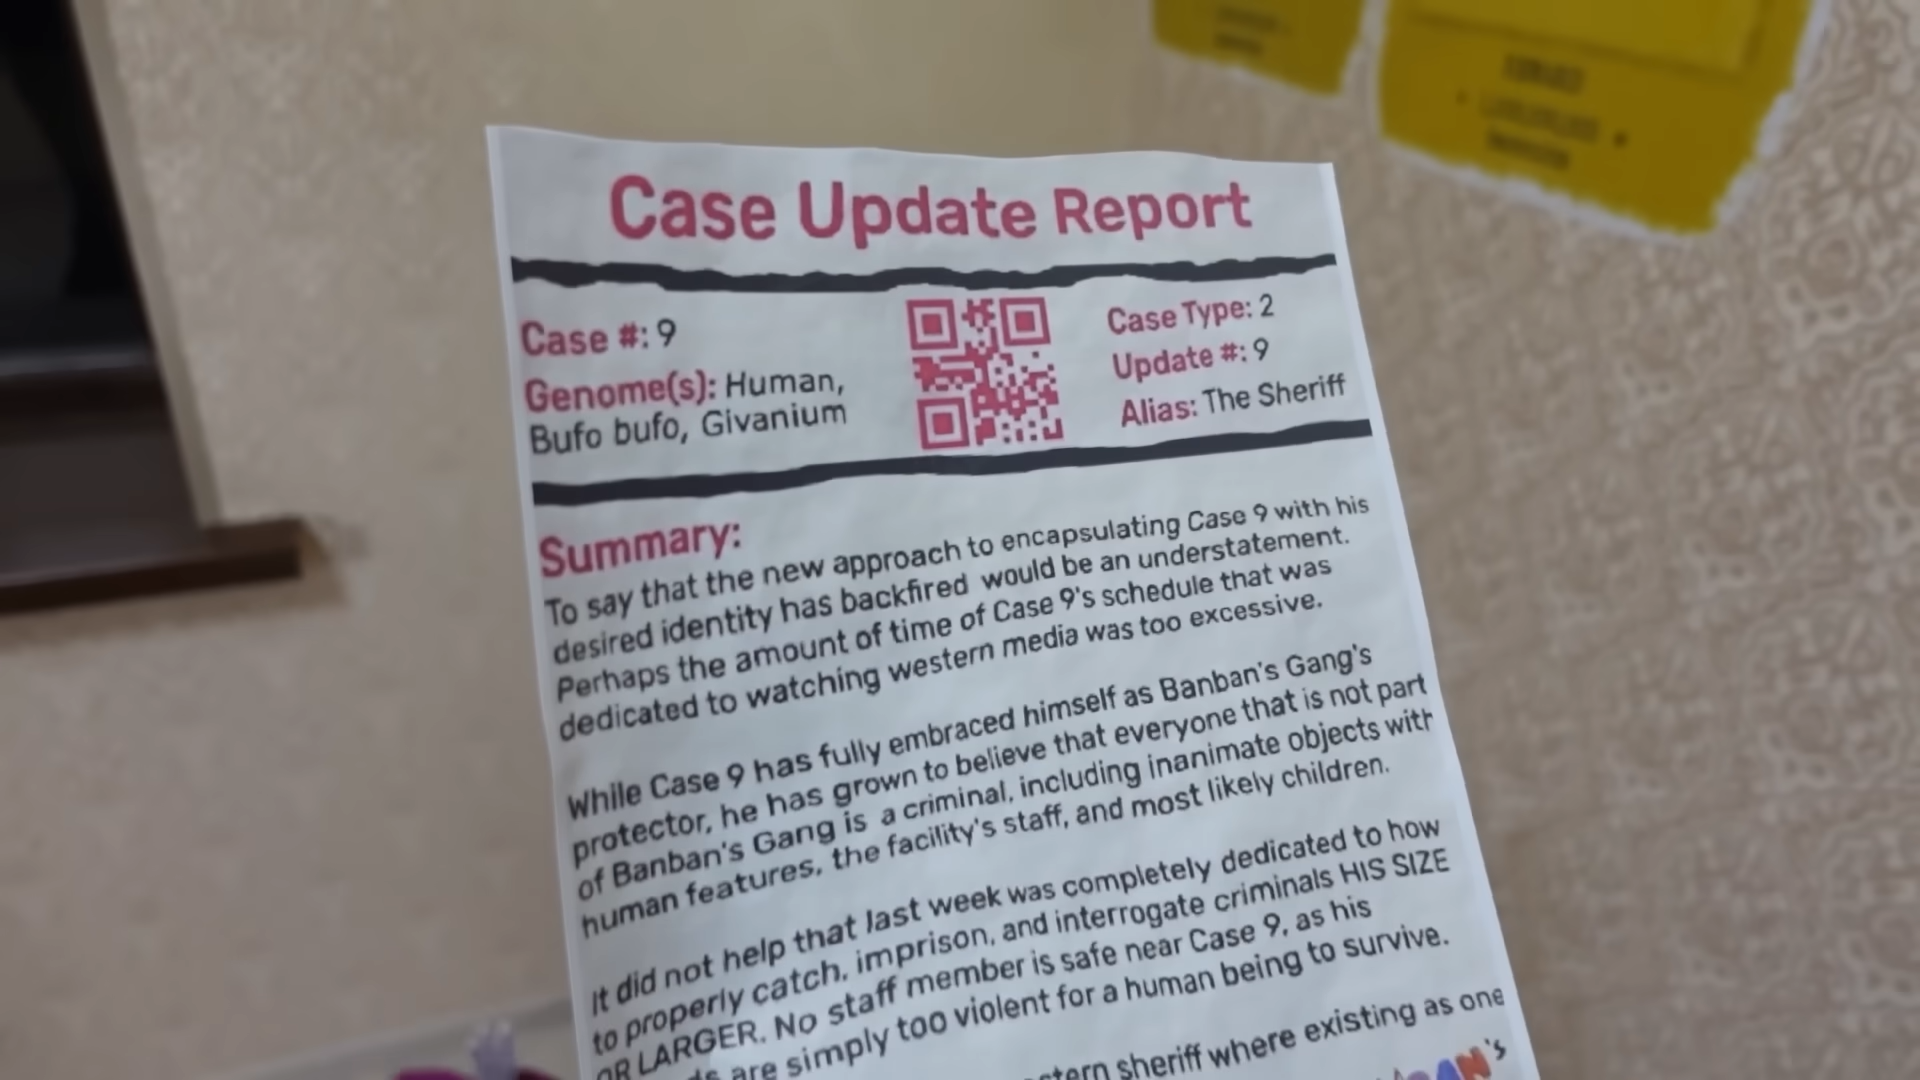 Case Update Report
Case #: 9
Genome(s): Human,
Bufo bufo, Givanium
Case Type: 2
Update #: 9
Alias: The Sheriff
Summary:
To say that the new approach to encapsulating Case 9 with his
desired identity has backfired would be an understatement.
Perhaps the amount of time of Case 9's schedule that was
dedicated to watching western media was too excessive.
While Case 9 has fully embraced himself as Banban's Gang's
protector, he has grown to believe that everyone that is not part
of Banban's Gang is a criminal, including inanimate objects with
human features, the facility's staff, and most likely children.
It did not help that last week was completely dedicated to how
to properly catch, imprison, and interrogate criminals HIS SIZE
OR LARGER. No staff member is safe near Case 9, as his
are simply too violent for a human being to survive.
sheriff where existing as one